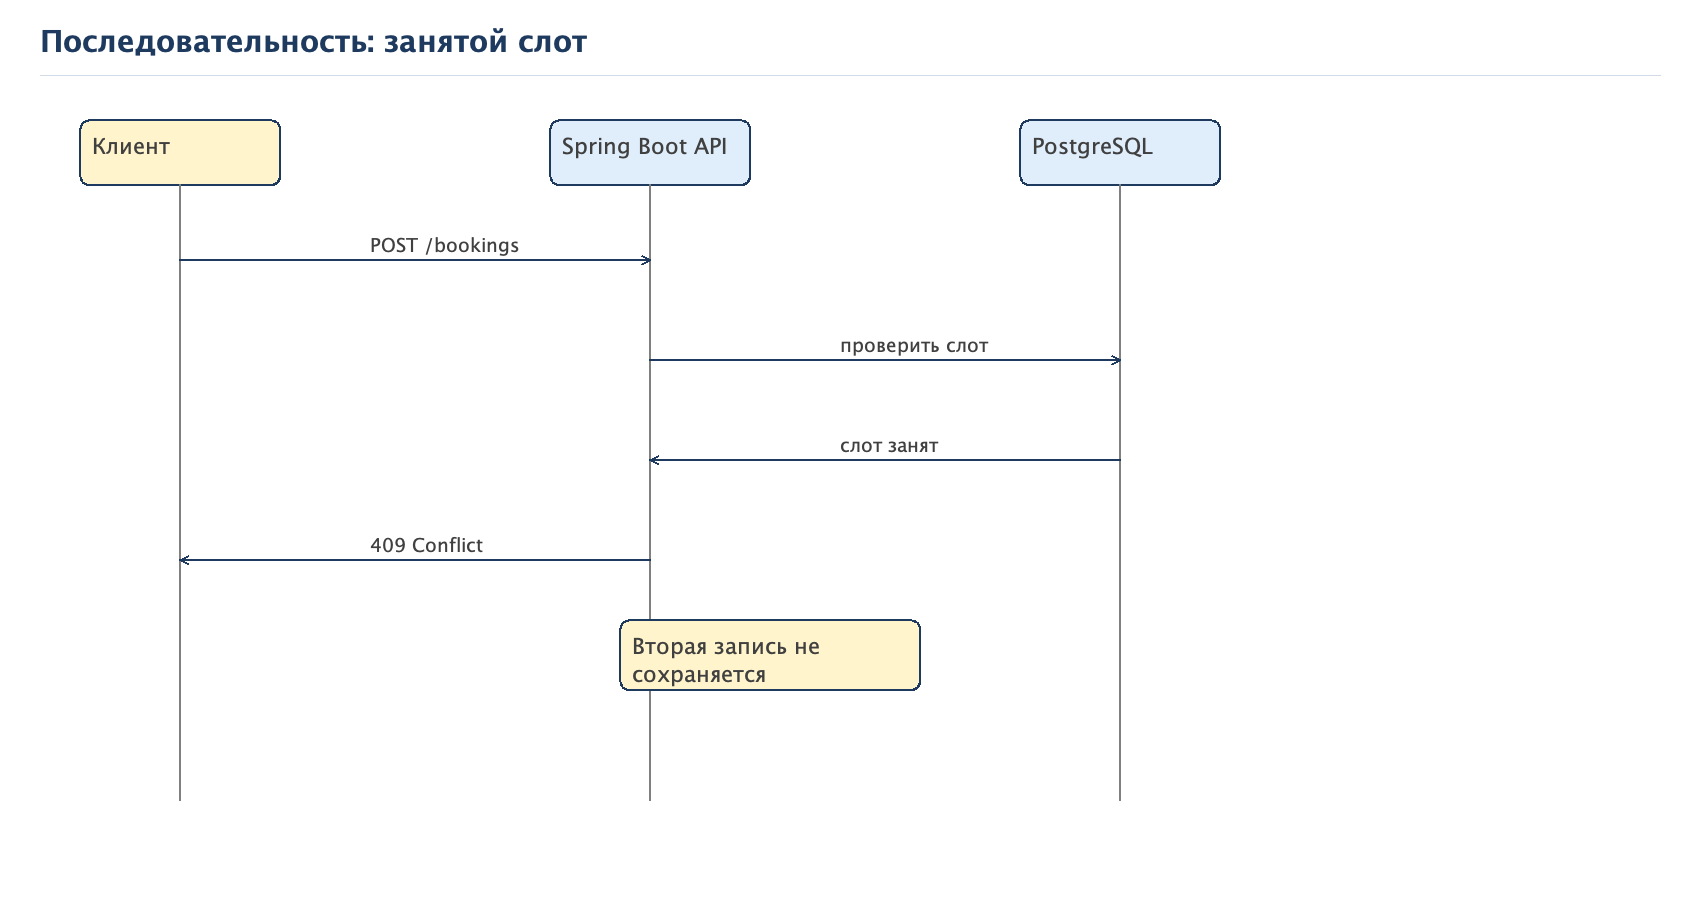 Последовательность: занятой слот
Клиент
Spring Boot API
PostgreSQL
POST /bookings
проверить слот
слот занят
409 Conflict
Вторая запись не
сохраняется